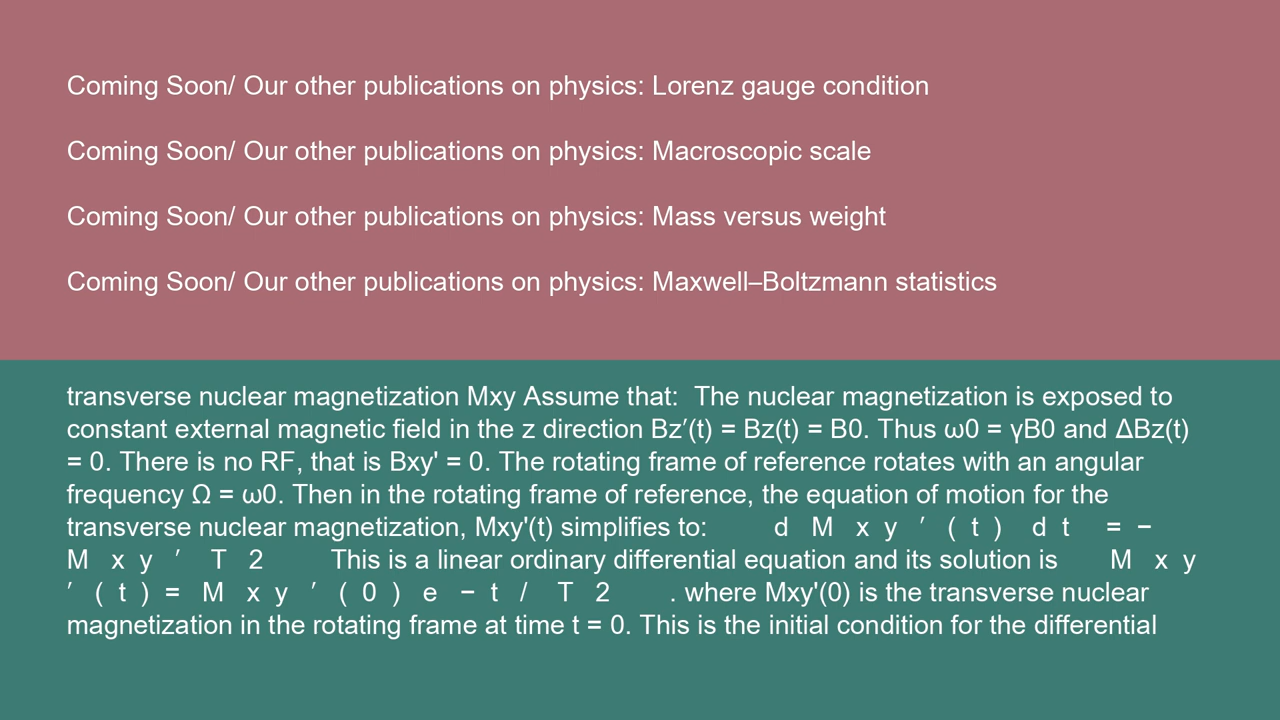 Coming Soon/ Our other publications on physics: Lorenz gauge condition
Coming Soon/ Our other publications on physics: Macroscopic scale
Coming Soon/ Our other publications on physics: Mass versus weight
Coming Soon/ Our other publications on physics: Maxwell–Boltzmann statistics
transverse nuclear magnetization Mxy Assume that:  The nuclear magnetization is exposed to
constant external magnetic field in the z direction Bz′(t) = Bz(t) = B0. Thus ω0 = γB0 and ΔBz(t)
= 0. There is no RF, that is Bxy' = 0. The rotating frame of reference rotates with an angular
frequency Ω = ω0. Then in the rotating frame of reference, the equation of motion for the
transverse nuclear magnetization, Mxy'(t) simplifies to: d M x y ′ ( t ) d t = −
M x y ′ T 2 This is a linear ordinary differential equation and its solution is M x y
′ ( t ) = M x y ′ ( 0 ) e − t / T 2 . where Mxy'(0) is the transverse nuclear
magnetization in the rotating frame at time t = 0. This is the initial condition for the differential